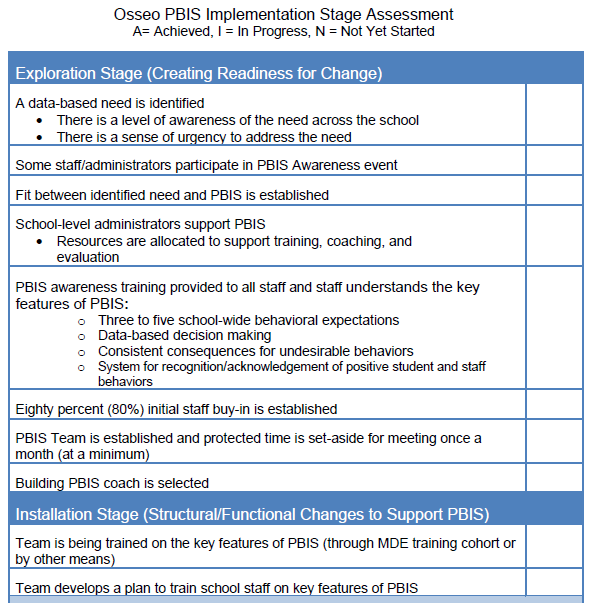 Osseo PBIS Implementation Stage Assessment
A= Achieved, I = In Progress, N = Not Yet Started
Exploration Stage (Creating Readiness for Change)
A data-based need is identified
• There is a level of awareness of the need across the school
• There is a sense of urgency to address the need
Some staff/administrators participate in PBIS Awareness event
Fit between identified need and PBIS is established
School-level administrators support PBIS
• Resources are allocated to support training, coaching, and
evaluation
PBIS awareness training provided to all staff and staff understands the key
features of PBIS:
o Three to five school-wide behavioral expectations
o Data-based decision making
o Consistent consequences for undesirable behaviors
o System for recognition/acknowledgement of positive student and staff
behaviors
Eighty percent (80%) initial staff buy-in is established
PBIS Team is established and protected time is set-aside for meeting once a
month (at a minimum)
Building PBIS coach is selected
Installation Stage (Structural/Functional Changes to Support PBIS)
Team is being trained on the key features of PBIS (through MDE training cohort or
by other means)
Team develops a plan to train school staff on key features of PBIS